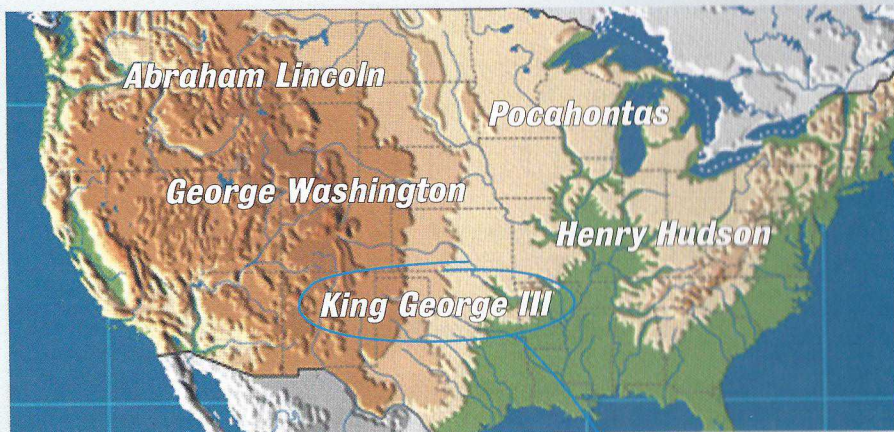 Abraham Lincoln
Pocahontas
George Washington
Henry Hudson
King George III